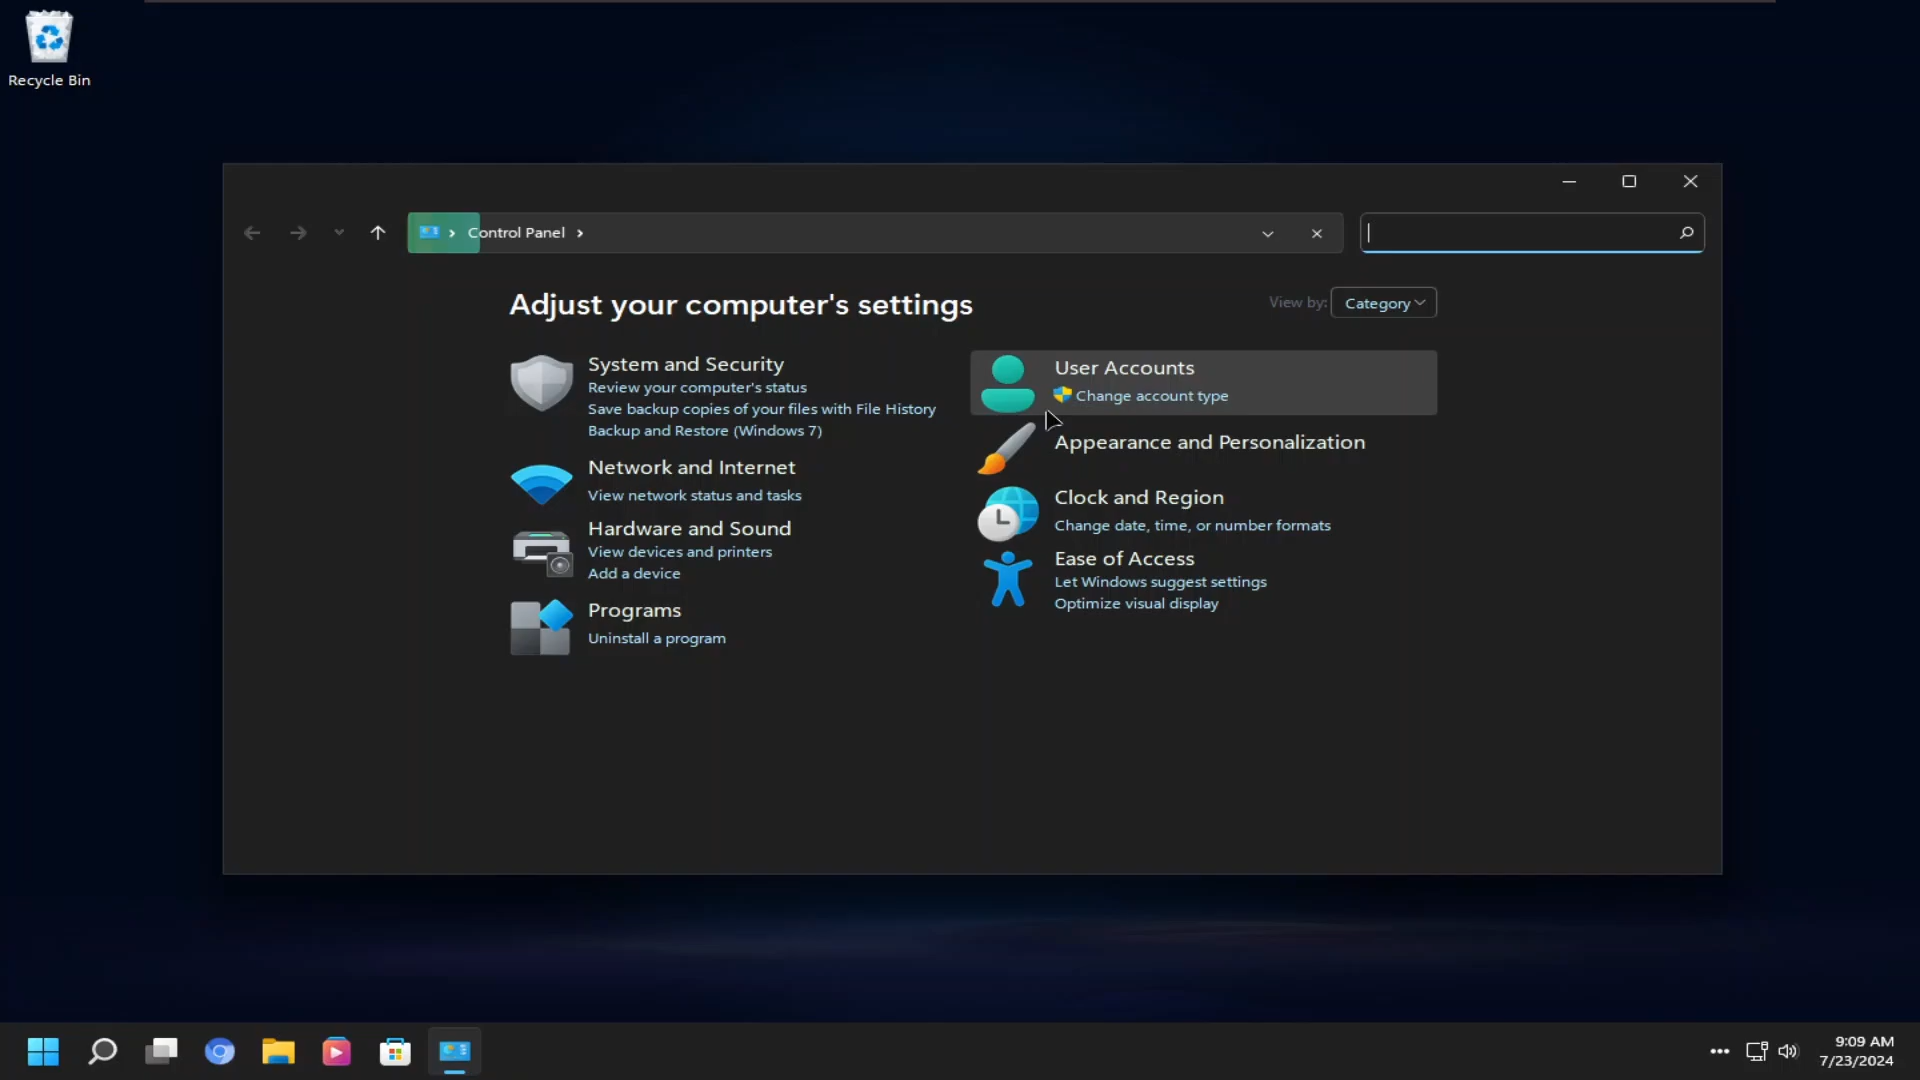 Recycle Bin
Control Panel
Adjust your computer's settings
View by:
Category
System and Security
Review your computer's status
Save backup copies of your files with File History
Backup and Restore (Windows 7)
Network and Internet
View network status and tasks
Hardware and Sound
View devices and printers
Add a device
Programs
Uninstall a program
User Accounts
Change account type
Appearance and Personalization
Clock and Region
Change date, time, or number formats
Ease of Access
Let Windows suggest settings
Optimize visual display
9:09 AM
7/23/2024